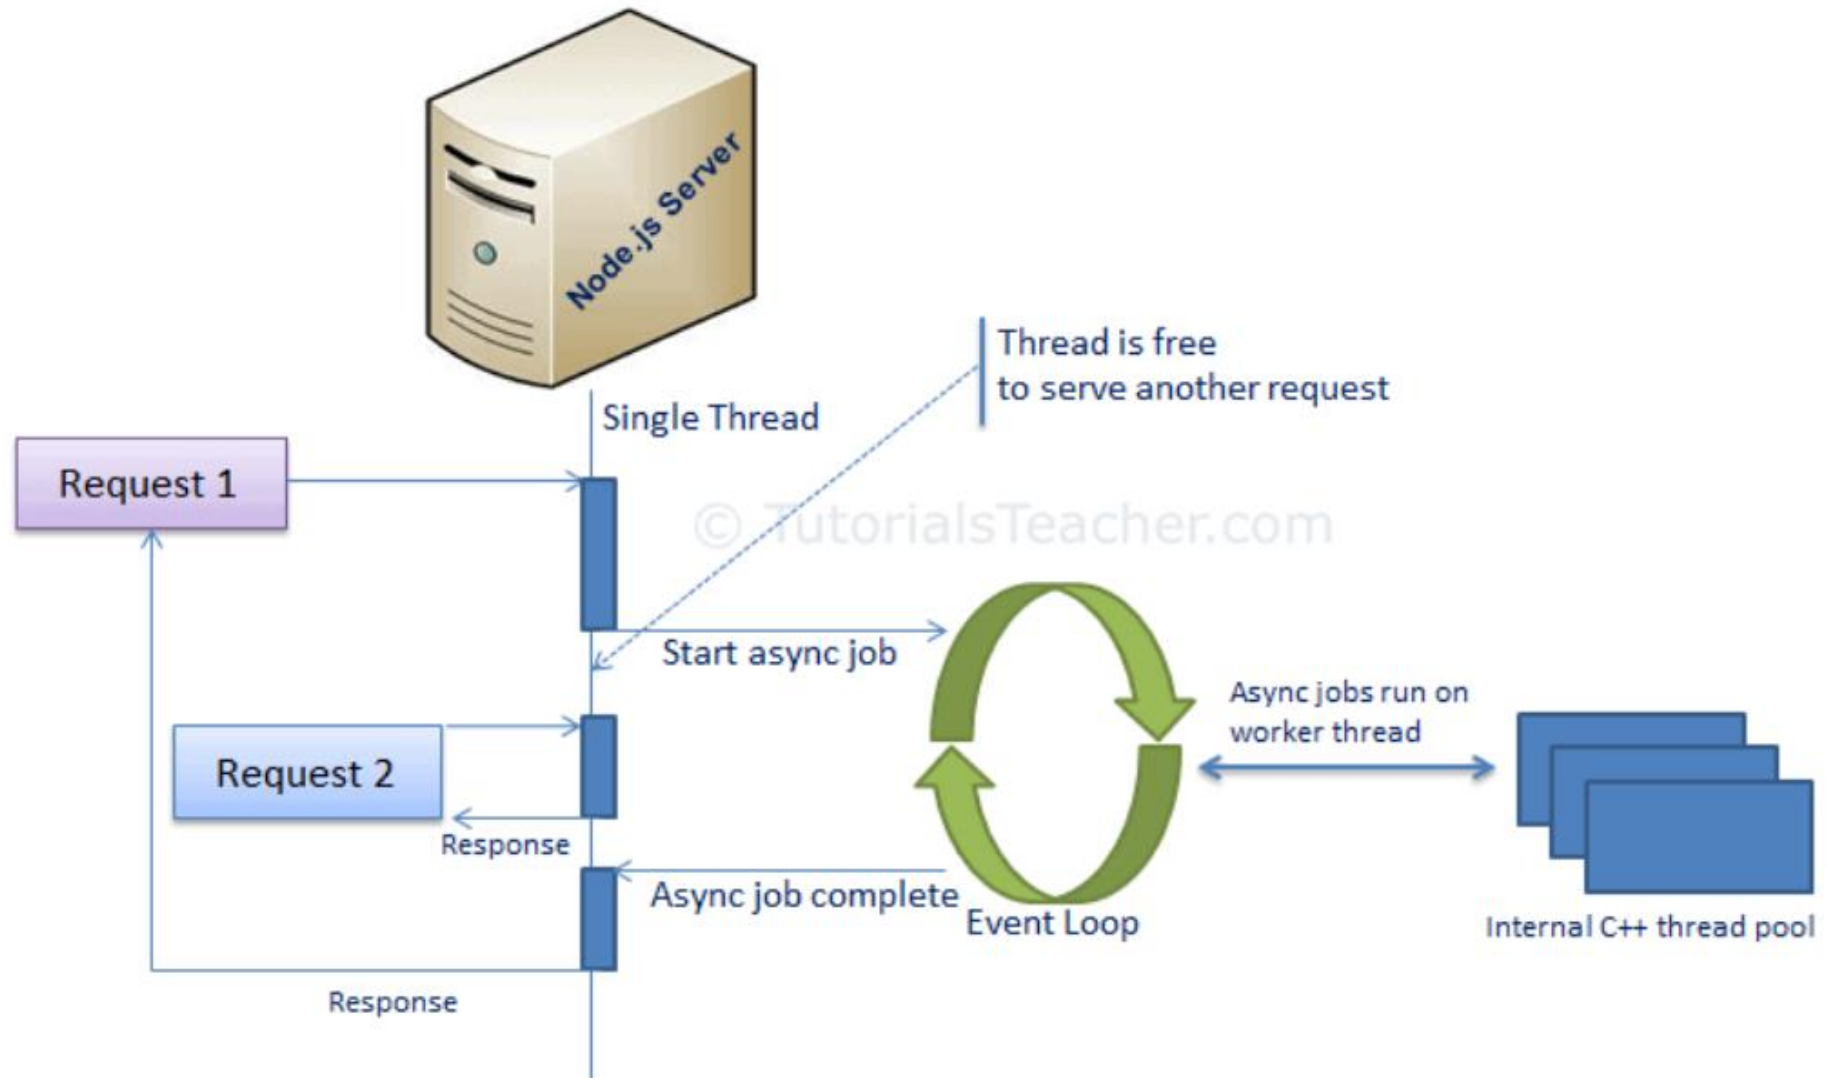 Node.js Server
Thread is free
to serve another request
Single Thread
Request 1
© TutorialsTeacher.com
Start async job
Async jobs run on
worker thread
Request 2
Response
Async job complete
Event Loop
Internal C++ thread pool
Response